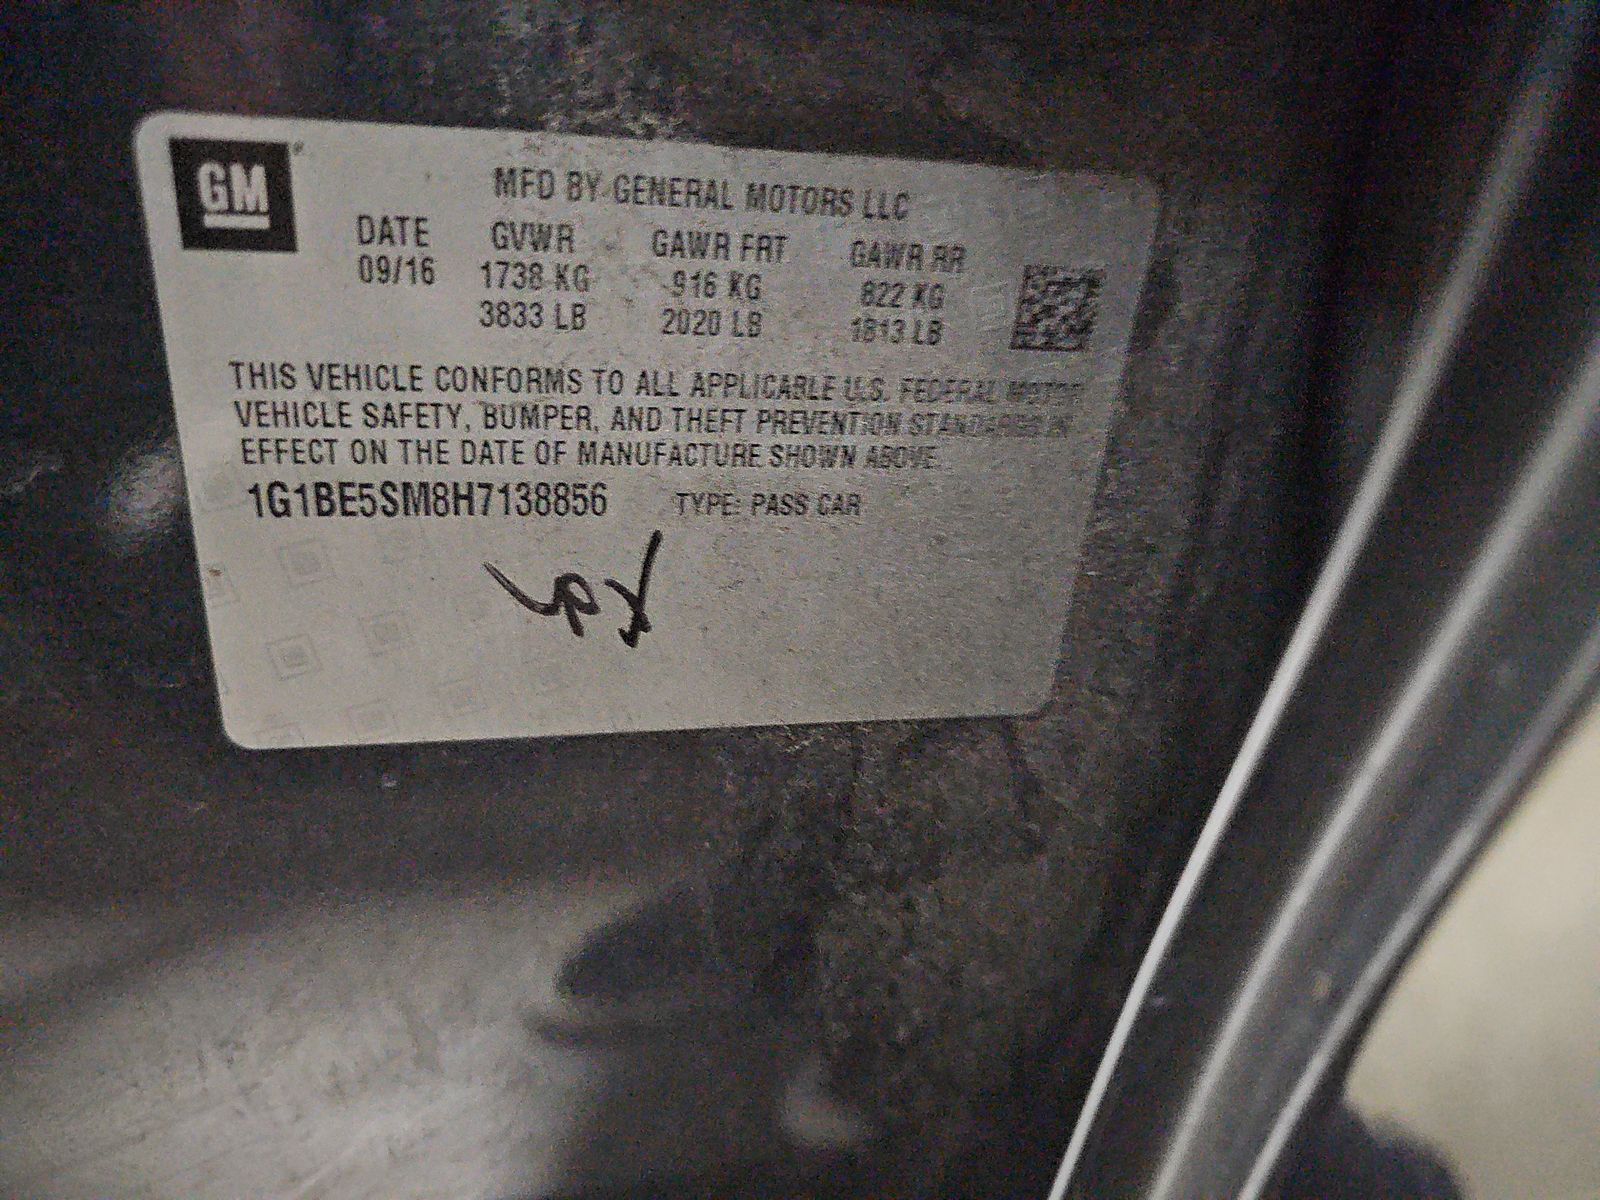 GM
MFD BY GENERAL MOTORS LLC
DATE GVWR GAWR FRT GAWR RR
09/16 1738 KG 916 KG 822 KG
3833 LB 2020 LB 1813 LB
THIS VEHICLE CONFORMS TO ALL APPLICABLE U.S. FEDERAL MOTOR
VEHICLE SAFETY, BUMPER, AND THEFT PREVENTION STANDARDS IN
EFFECT ON THE DATE OF MANUFACTURE SHOWN ABOVE.
1G1BE5SM8H7138856 TYPE: PASS CAR